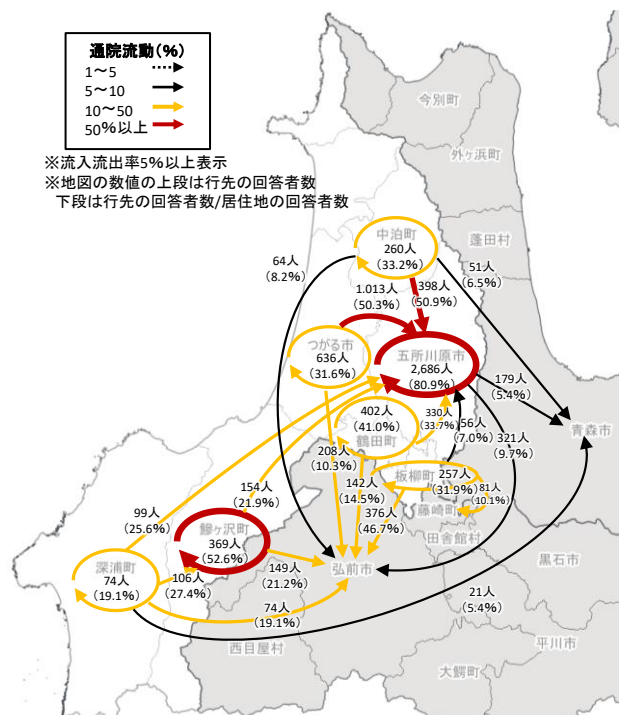 通院流動(%)
1～5
5～10
10～50
50%以上
※流入流出率5%以上表示
※地図の数値の上段は行先の回答者数
下段は行先の回答者数/居住地の回答者数
今別町
外ヶ浜町
蓬田村
中泊町
260人
(33.2%)
64人
(8.2%)
51人
(6.5%)
1.013人
(50.3%)
398人
(50.9%)
つがる市
636人
(31.6%)
五所川原市
2,686人
(80.9%)
179人
(5.4%)
青森市
402人
(41.0%)
鶴田町
330人
(33.7%)
56人
(7.0%)
321人
(9.7%)
208人
(10.3%)
142人
(14.5%)
板柳町
257人
(31.9%)
81人
(10.1%)
藤崎町
376人
(46.7%)
田舎館村
154人
(21.9%)
99人
(25.6%)
鰺ヶ沢町
369人
(52.6%)
149人
(21.2%)
弘前市
黒石市
深浦町
74人
(19.1%)
106人
(27.4%)
74人
(19.1%)
21人
(5.4%)
西目屋村
平川市
大鰐町